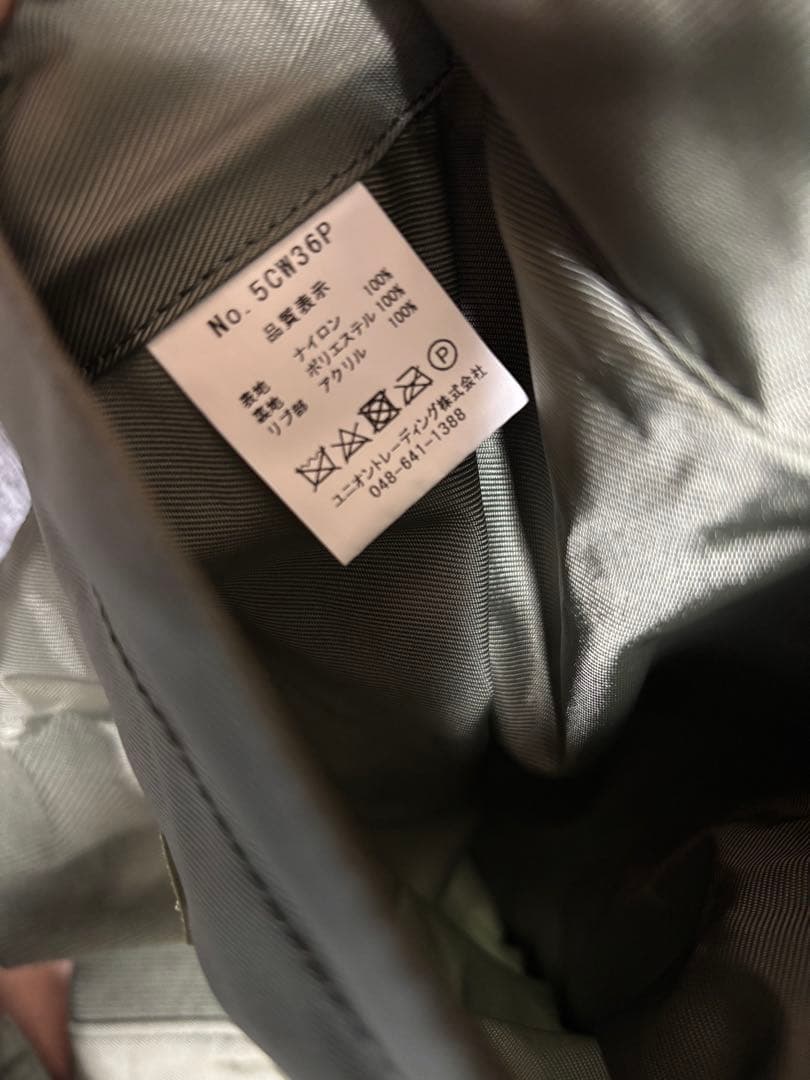 No. 5CW36P
品質表示
表地 ナイロン 100%
裏地 ポリエステル 100%
リブ部 アクリル 100%
P
ユニオントレーディング株式会社
048-641-1388